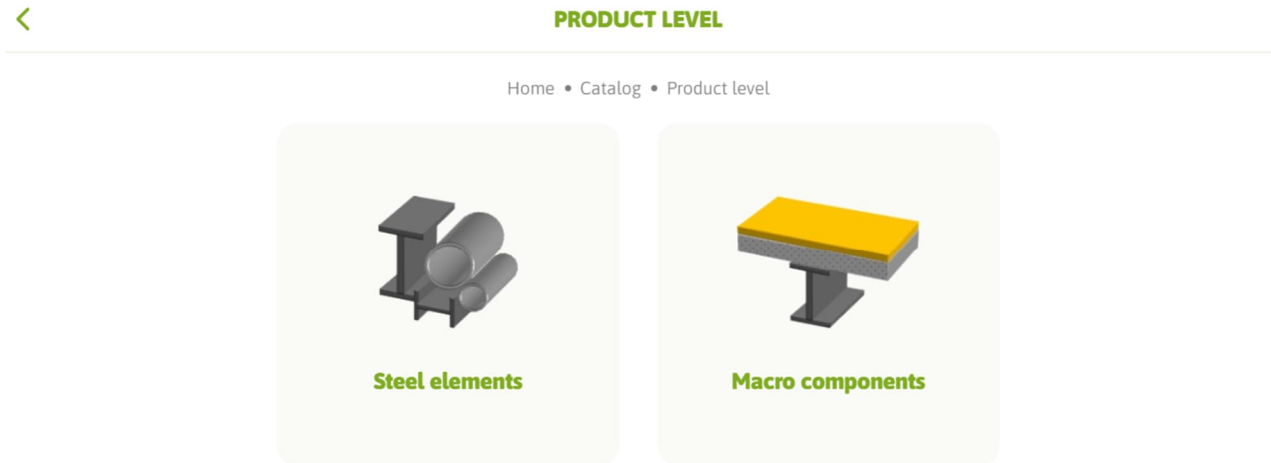 PRODUCT LEVEL
Home • Catalog • Product level
Steel elements
Macro components